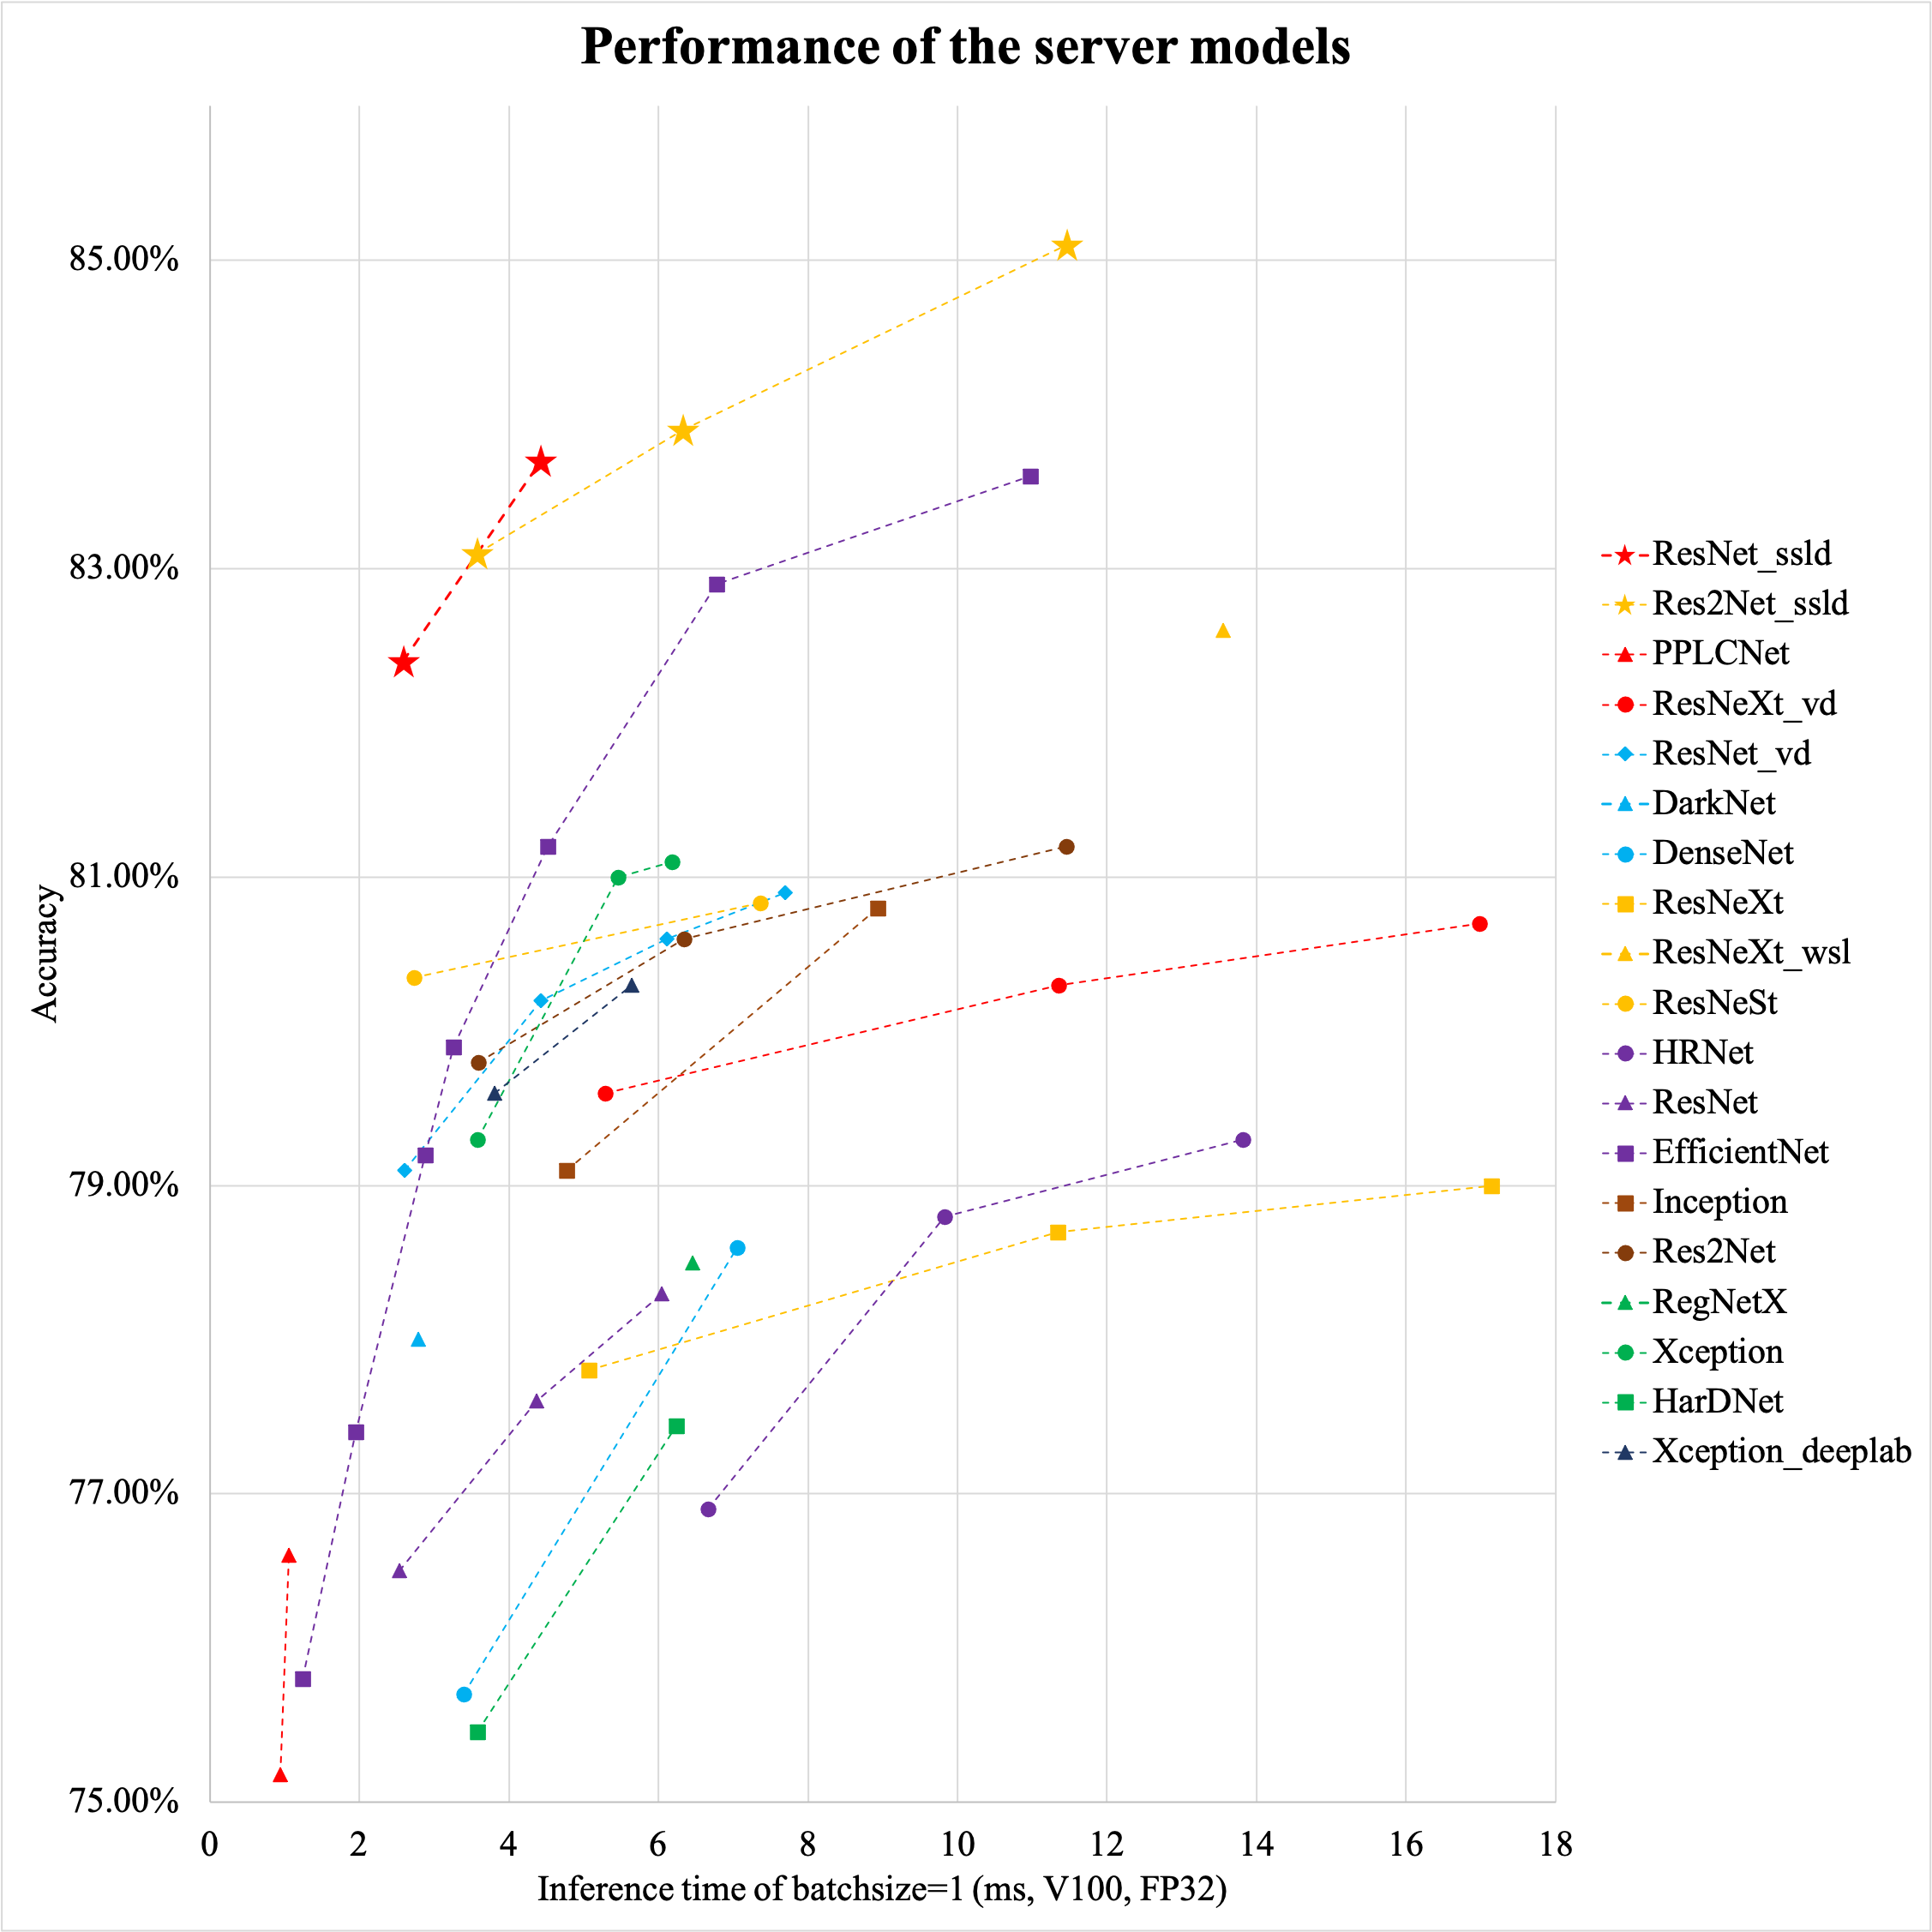 Performance of the server models
85.00%
83.00%
81.00%
79.00%
77.00%
75.00%
Accuracy
0 2 4 6 8 10 12 14 16 18
Inference time of batchsize=1 (ms, V100, FP32)
ResNet_ssld
Res2Net_ssld
PPLCNet
ResNeXt_vd
ResNet_vd
DarkNet
DenseNet
ResNeXt
ResNeXt_wsl
ResNeSt
HRNet
ResNet
EfficientNet
Inception
Res2Net
RegNetX
Xception
HarDNet
Xception_deeplab